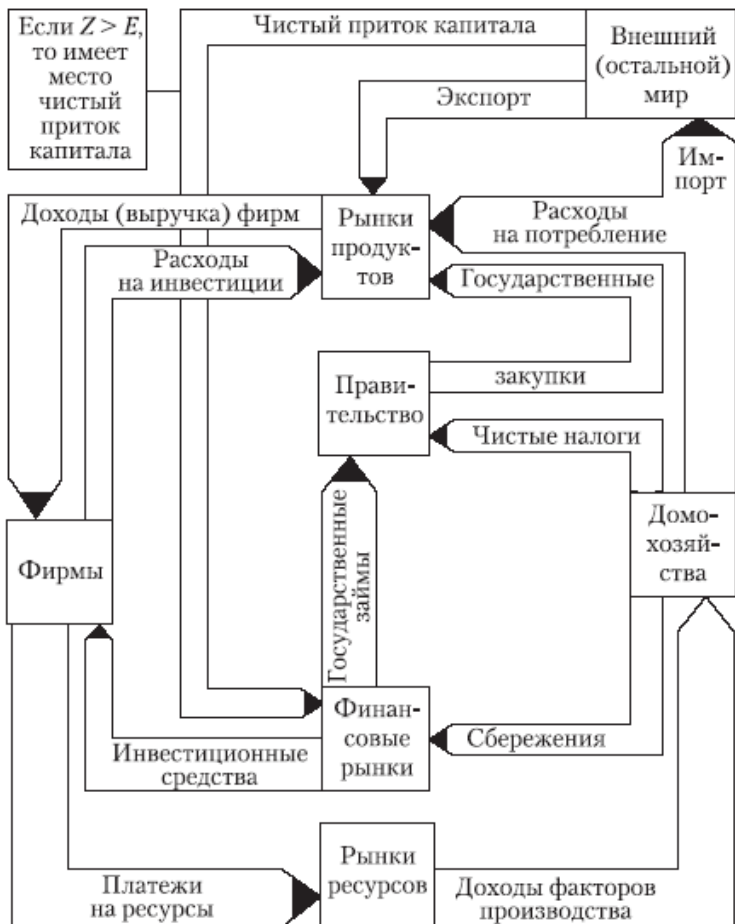 Если Z > E,
то имеет
место
чистый
приток
капитала
Чистый приток капитала
Внешний
(остальной)
мир
Экспорт
Им-
порт
Доходы (выручка) фирм
Рынки
продук-
тов
Расходы
на потребление
Расходы
на инвестиции
Государственные
закупки
Прави-
тельство
Чистые налоги
Домо-
хозяй-
ства
Фирмы
Государственные
займы
Финан-
совые
рынки
Сбережения
Инвестиционные
средства
Рынки
ресурсов
Платежи
на ресурсы
Доходы факторов
производства